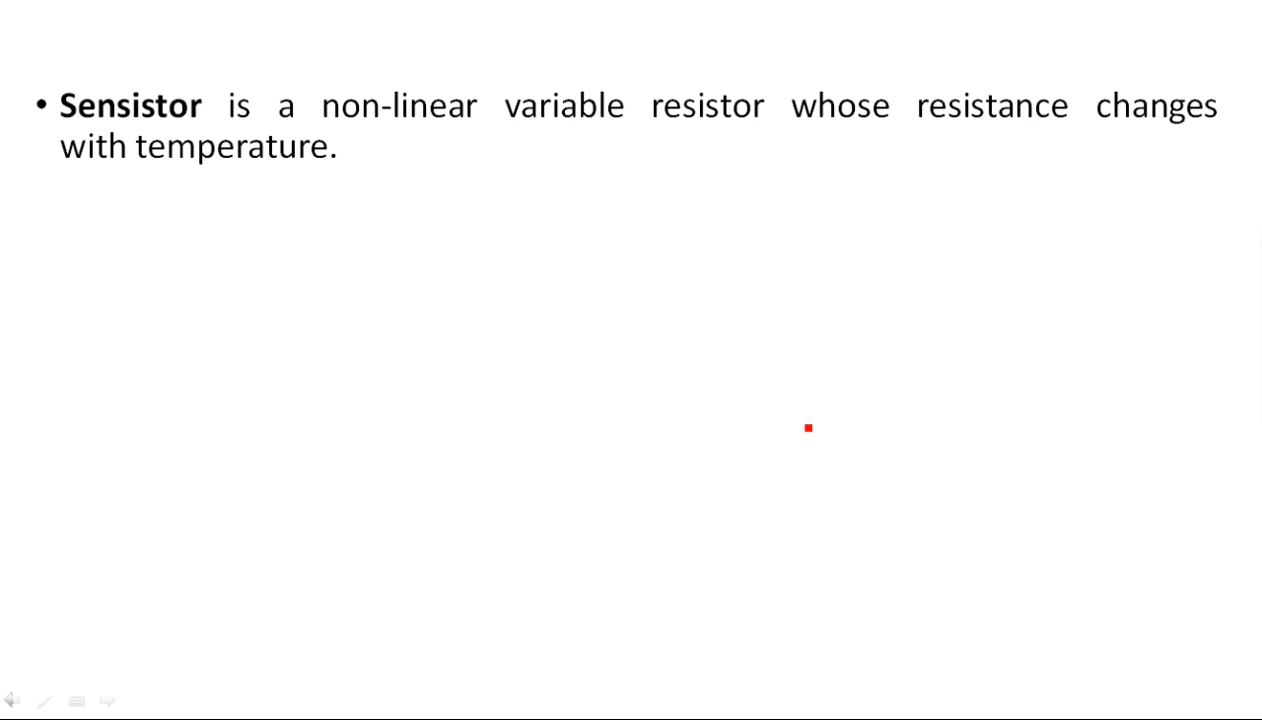 • Sensistor is a non-linear variable resistor whose resistance changes
with temperature.